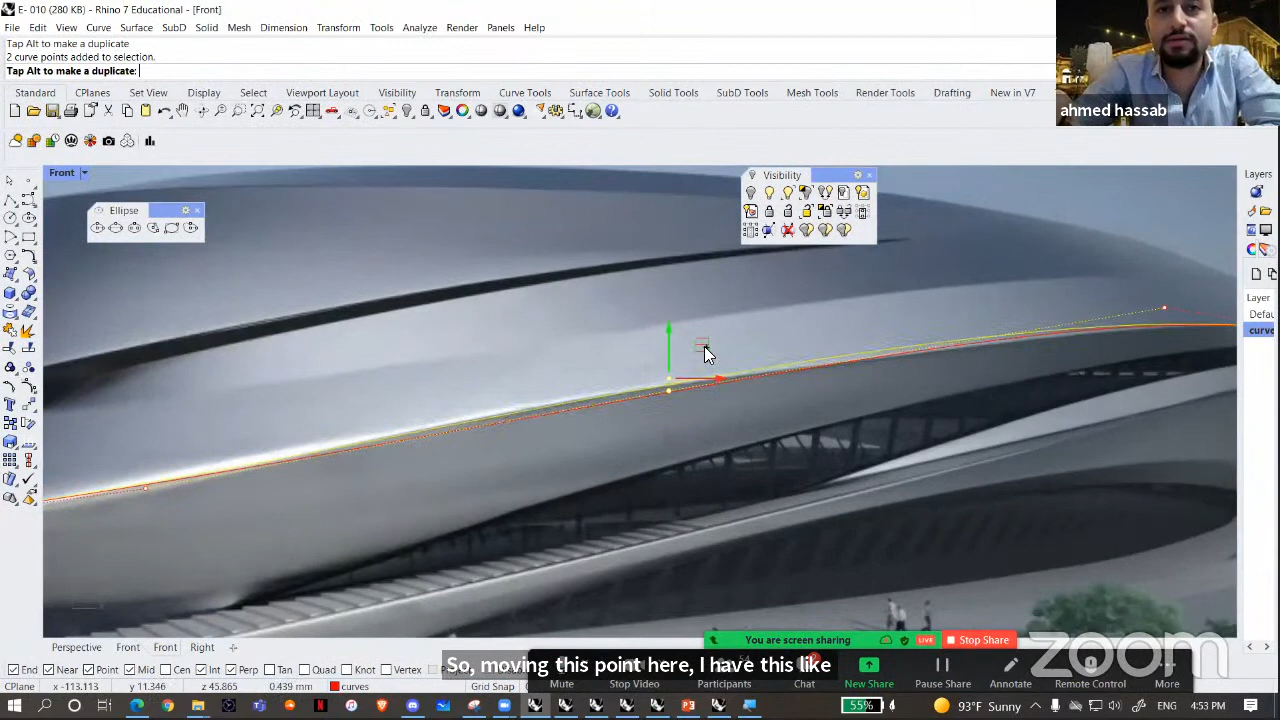 E- 010 (280 KB) - Rhino 7 Educational - [Front]
File Edit View Curve Surface SubD Solid Mesh Dimension Transform Tools Analyze Render Panels Help
Tap Alt to make a duplicate
2 curve points added to selection.
Tap Alt to make a duplicate:
Standard CPlanes Set View Display Select Viewport Layout Visibility Transform Curve Tools Surface Tools Solid Tools SubD Tools Mesh Tools Render Tools Drafting New in V7
ahmed hassab
Front
Visibility
Layers
Ellipse
Layer
Defau
curve
You are screen sharing LIVE Stop Share
zoom
Perspective Front Front Right
So, moving this point here, I have this like
End Near Point Mid Cen Int Perp Tan Quad Knot Vertex
Mute Stop Video Participants Chat New Share Pause Share Annotate Remote Control More
CPlane x -113.113 y 11.346 z 45.865 0.439 mm curves Grid Snap
55% 93°F Sunny ENG 4:53 PM